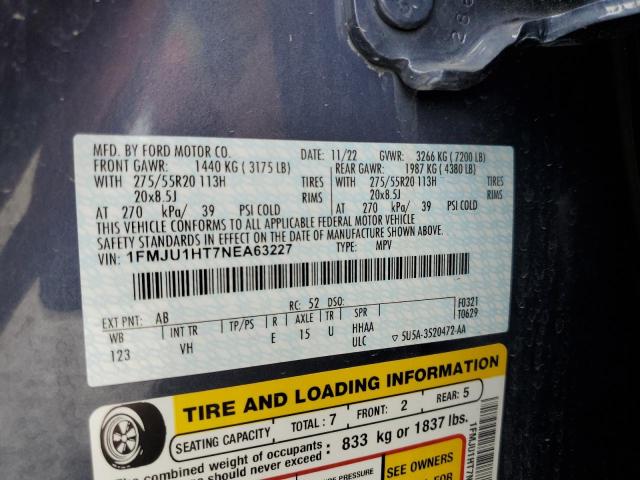 MFD. BY FORD MOTOR CO.
DATE: 11/22 GVWR: 3266 KG ( 7200 LB)
FRONT GAWR: 1440 KG ( 3175 LB)
REAR GAWR: 1987 KG ( 4380 LB)
WITH 275/55R20 113H TIRES
WITH 275/55R20 113H TIRES
20x8.5J RIMS
20x8.5J RIMS
AT 270 kPa/ 39 PSI COLD
AT 270 kPa/ 39 PSI COLD
THIS VEHICLE CONFORMS TO ALL APPLICABLE FEDERAL MOTOR VEHICLE
SAFETY STANDARDS IN EFFECT ON THE DATE OF MANUFACTURE SHOWN ABOVE.
VIN: 1FMJU1HT7NEA63227
TYPE: MPV
EXT PNT: AB RC: 52 DSO: F0321
WB INT TR TP/PS R AXLE TR SPR T0629
123 VH E 15 U HHAA
ULC 5U5A-3520472-AA
TIRE AND LOADING INFORMATION
SEATING CAPACITY TOTAL: 7 FRONT: 2 REAR: 5
The combined weight of occupants
should never exceed: 833 kg or 1837 lbs.
PRESSURE
SEE OWNERS
1FMJU1HT7N